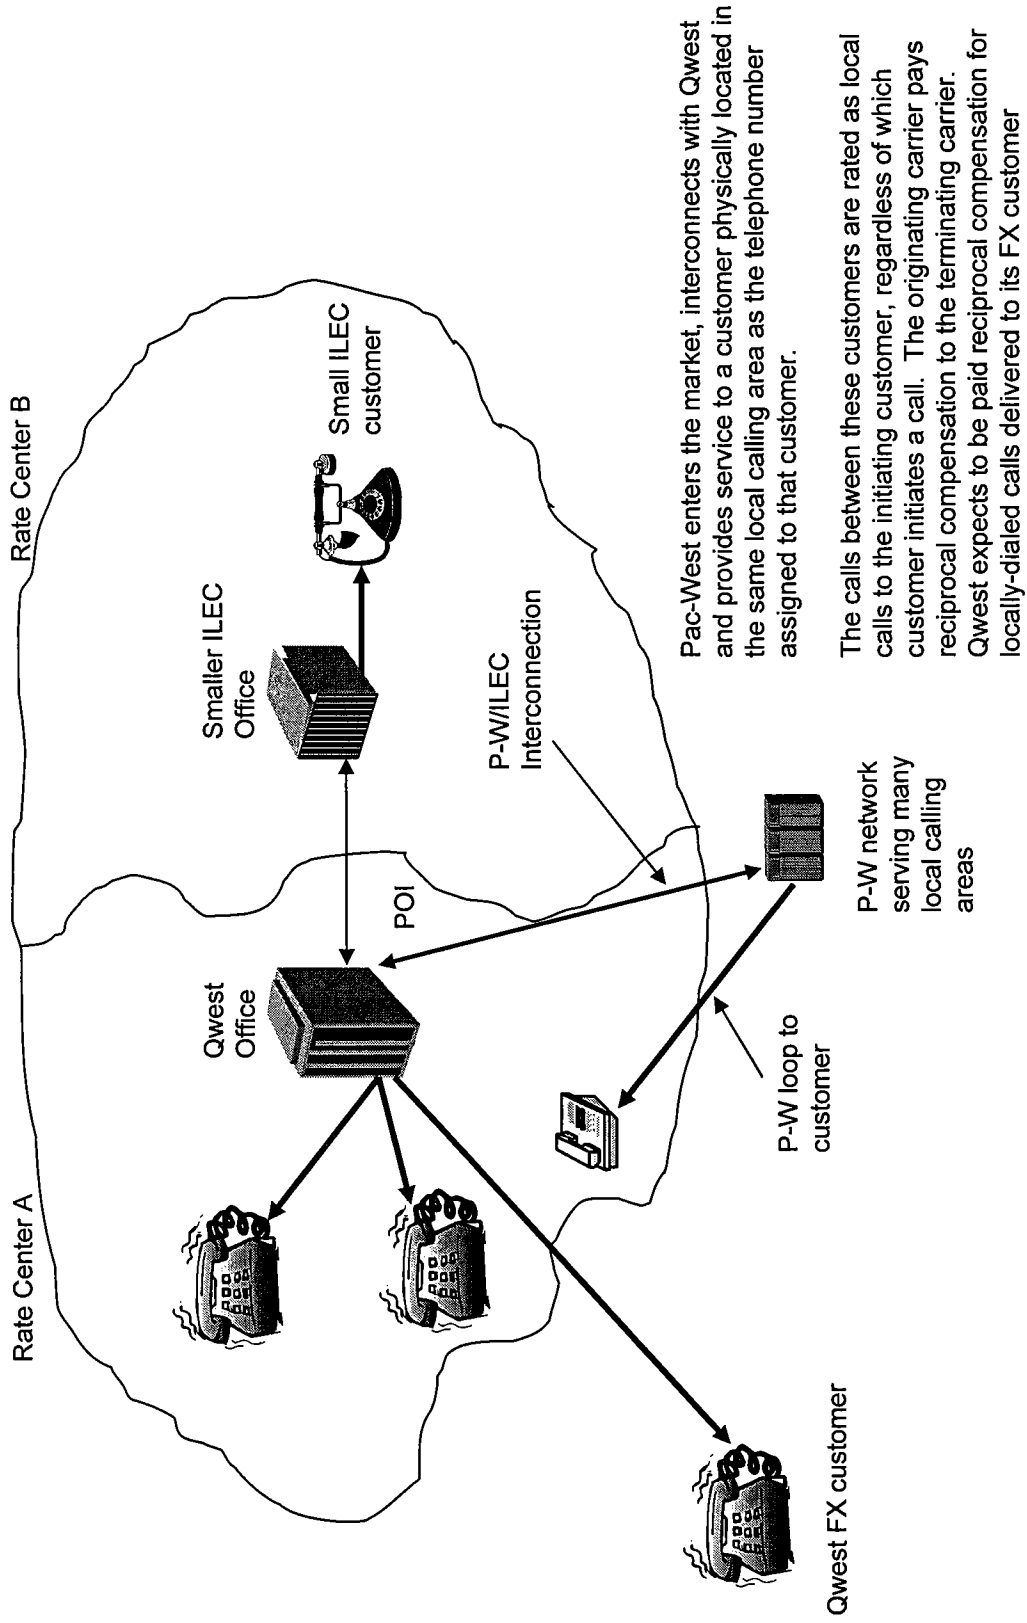 Rate Center A
Rate Center B
Qwest
Office
Smaller ILEC
Office
Small ILEC
customer
POI
P-W/ILEC
Interconnection
P-W loop to
customer
P-W network
serving many
local calling
areas
Qwest FX customer
Pac-West enters the market, interconnects with Qwest
and provides service to a customer physically located in
the same local calling area as the telephone number
assigned to that customer.
The calls between these customers are rated as local
calls to the initiating customer, regardless of which
customer initiates a call.  The originating carrier pays
reciprocal compensation to the terminating carrier.
Qwest expects to be paid reciprocal compensation for
locally-dialed calls delivered to its FX customer